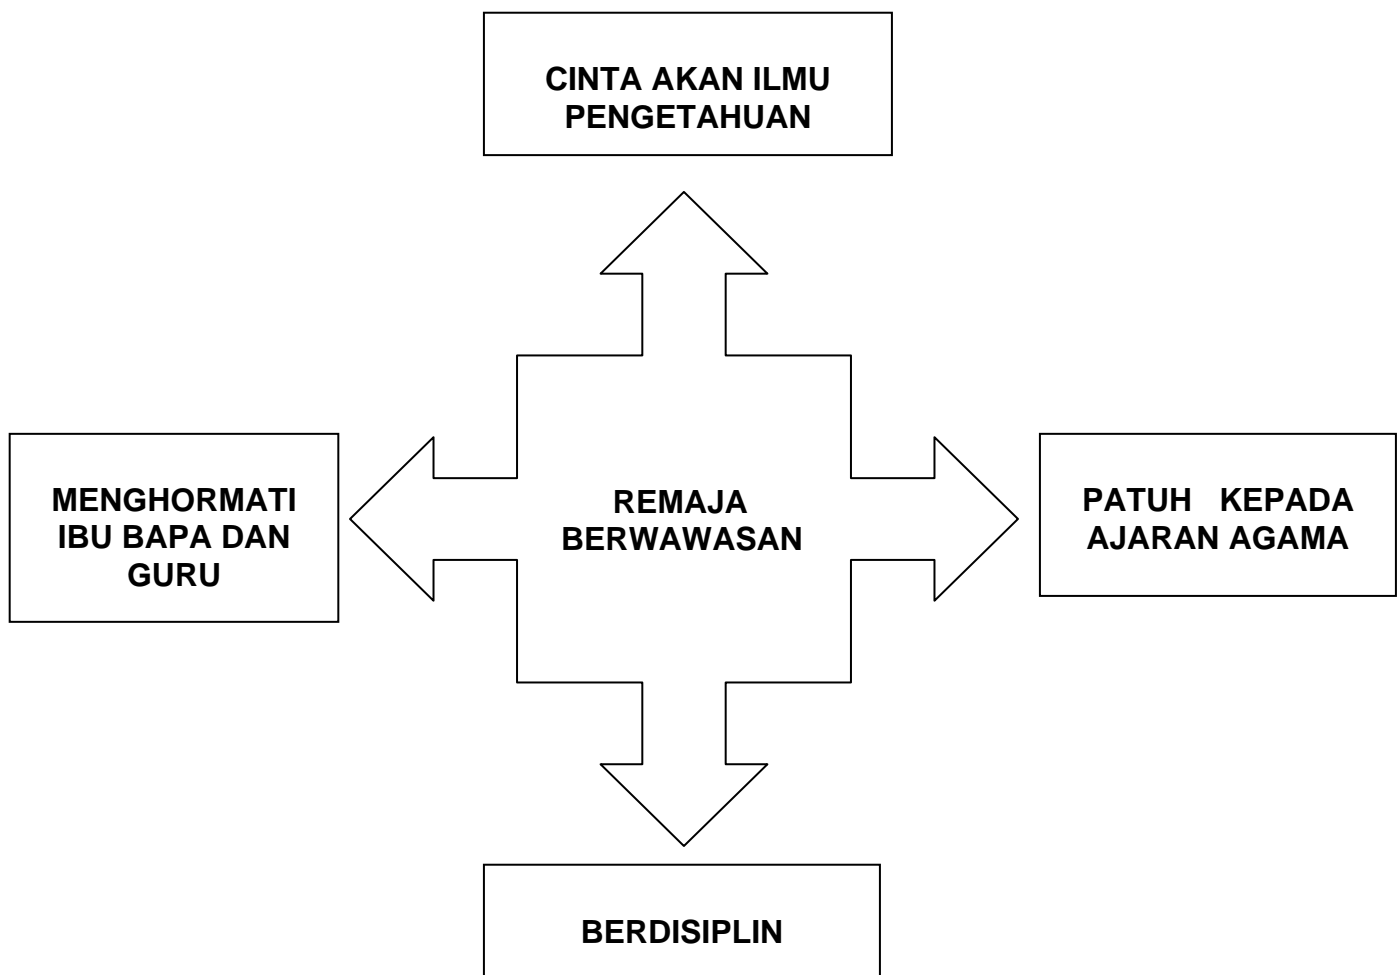 CINTA AKAN ILMU
PENGETAHUAN
MENGHORMATI
IBU BAPA DAN
GURU
REMAJA
BERWAWASAN
PATUH KEPADA
AJARAN AGAMA
BERDISIPLIN